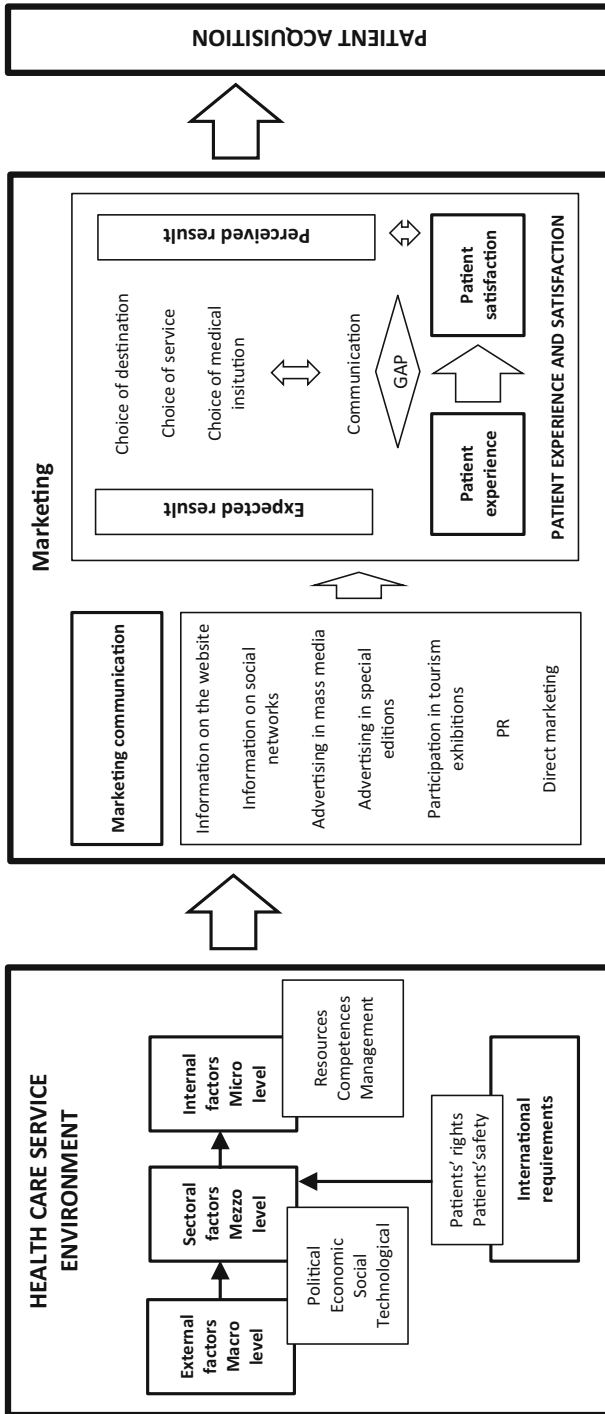 HEALTH CARE SERVICE
ENVIRONMENT
External
factors
Macro
level
Political
Economic
Social
Technological
Sectoral
factors
Mezzo
level
Internal
factors
Micro
level
Resources
Competences
Management
Patients' rights
Patients' safety
International
requirements
Marketing
Marketing communication
Information on the website
Information on social
networks
Advertising in mass media
Advertising in special
editions
Participation in tourism
exhibitions
PR
Direct marketing
Expected result
Choice of destination
Choice of service
Choice of medical
insitution
Communication
GAP
Perceived result
Patient
experience
Patient
satisfaction
PATIENT EXPERIENCE AND SATISFACTION
PATIENT ACQUISITION